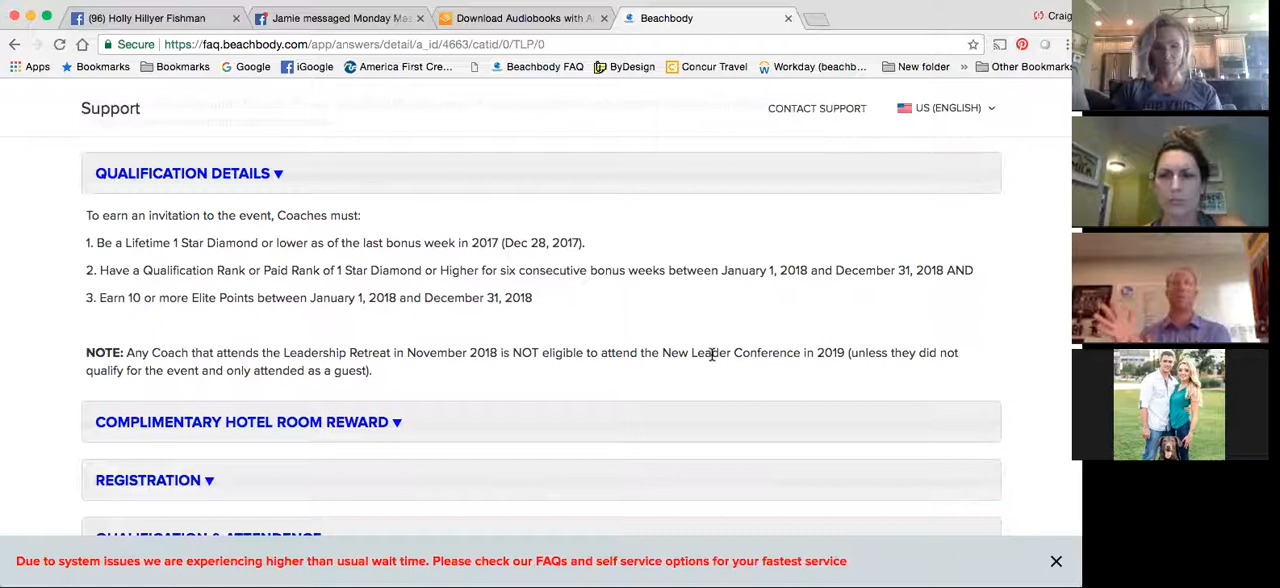 (96) Holly Hillyer Fishman
Jamie messaged Monday Mas
Download Audiobooks with A
Beachbody
Craig
Secure
https://faq.beachbody.com/app/answers/detail/a_id/4663/catid/0/TLP/0
Apps
Bookmarks
Bookmarks
Google
iGoogle
America First Cre...
Beachbody FAQ
ByDesign
Concur Travel
Workday (beachb...
New folder
»
Other Bookmarks
Support
CONTACT SUPPORT
US (ENGLISH)
QUALIFICATION DETAILS ▼
To earn an invitation to the event, Coaches must:
1. Be a Lifetime 1 Star Diamond or lower as of the last bonus week in 2017 (Dec 28, 2017).
2. Have a Qualification Rank or Paid Rank of 1 Star Diamond or Higher for six consecutive bonus weeks between January 1, 2018 and December 31, 2018 AND
3. Earn 10 or more Elite Points between January 1, 2018 and December 31, 2018
NOTE: Any Coach that attends the Leadership Retreat in November 2018 is NOT eligible to attend the New Leader Conference in 2019 (unless they did not
qualify for the event and only attended as a guest).
COMPLIMENTARY HOTEL ROOM REWARD ▼
REGISTRATION ▼
QUALIFICATION & ATTENDENCE
Due to system issues we are experiencing higher than usual wait time. Please check our FAQs and self service options for your fastest service